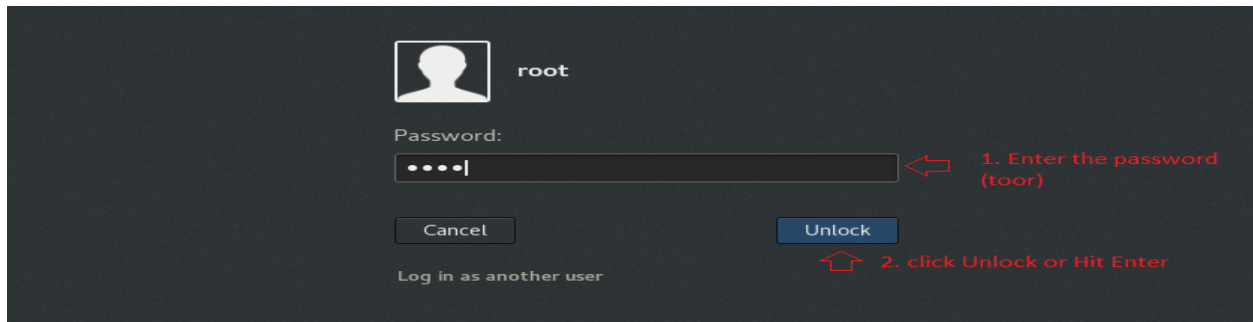 root
Password:
••••
1. Enter the password
(toor)
Cancel
Unlock
2. click Unlock or Hit Enter
Log in as another user